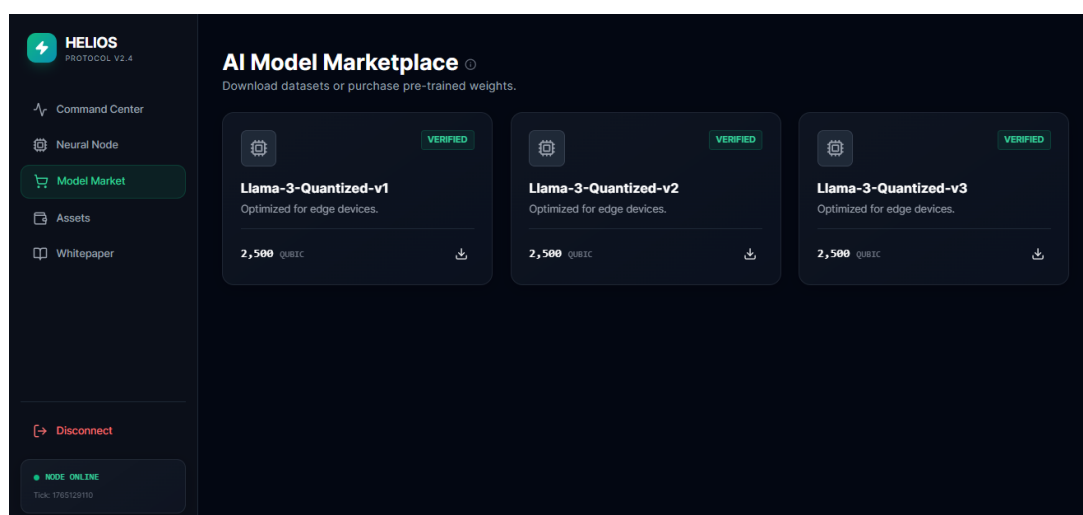 HELIOS
PROTOCOL V2.4
Command Center
Neural Node
Model Market
Assets
Whitepaper
Disconnect
NODE ONLINE
Tick: 1765129110
AI Model Marketplace
Download datasets or purchase pre-trained weights.
VERIFIED
Llama-3-Quantized-v1
Optimized for edge devices.
2,500 QUBIC
VERIFIED
Llama-3-Quantized-v2
Optimized for edge devices.
2,500 QUBIC
VERIFIED
Llama-3-Quantized-v3
Optimized for edge devices.
2,500 QUBIC